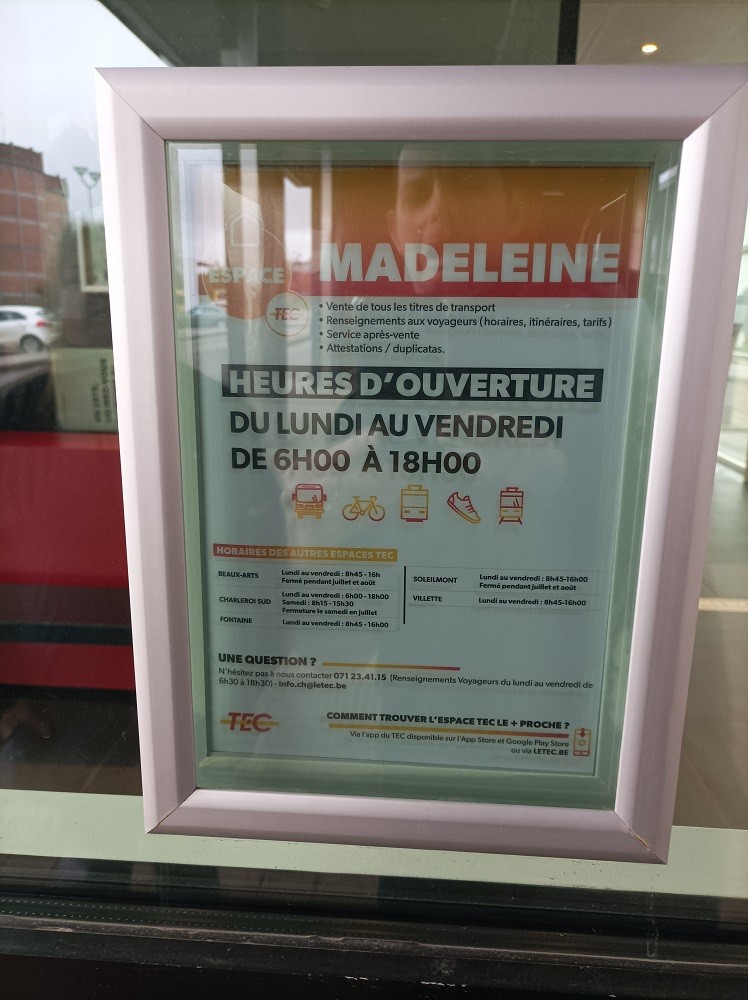 ESPACE
TEC
MADELEINE
• Vente de tous les titres de transport
• Renseignements aux voyageurs (horaires, itinéraires, tarifs)
• Service après-vente
• Attestations / duplicatas.
HEURES D'OUVERTURE
DU LUNDI AU VENDREDI
DE 6H00 À 18H00
HORAIRES DES AUTRES ESPACES TEC
BEAUX-ARTS Lundi au vendredi : 8h45 - 16h
Fermé pendant juillet et août
CHARLEROI SUD Lundi au vendredi : 6h00 - 18h00
Samedi : 8h15 - 15h30
Fermeture le samedi en juillet
FONTAINE Lundi au vendredi : 8h45 - 16h00
SOLEILMONT Lundi au vendredi : 8h45-16h00
Fermé pendant juillet et août
VILLETTE Lundi au vendredi : 8h45-16h00
UNE QUESTION ?
N'hésitez pas à nous contacter 071 23.41.15 (Renseignements Voyageurs du lundi au vendredi de
6h30 à 18h30) - info.ch@letec.be
TEC
COMMENT TROUVER L'ESPACE TEC LE + PROCHE ?
Via l'app du TEC disponible sur l'App Store et Google Play Store
ou via LETEC.BE